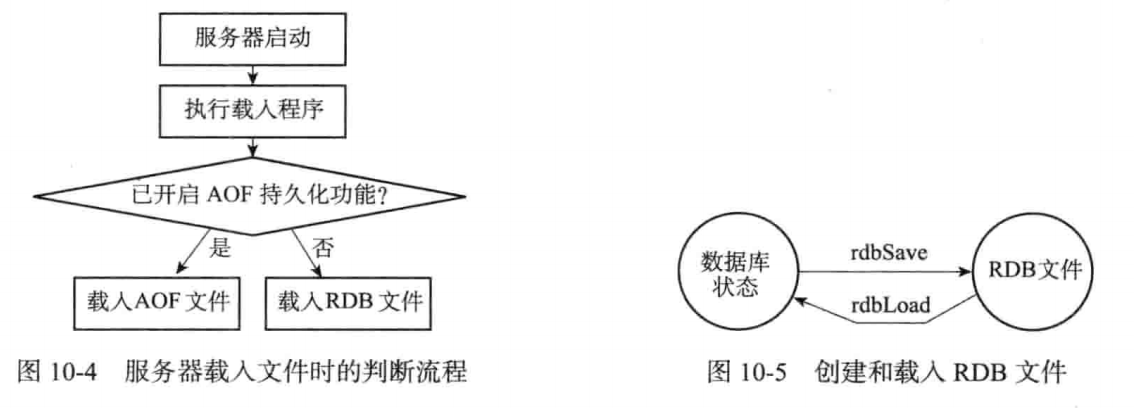 服务器启动
执行载入程序
已开启 AOF 持久化功能?
是
否
载入AOF 文件
载入RDB 文件
图 10-4 服务器载入文件时的判断流程
数据库
状态
rdbSave
RDB文件
rdbLoad
图 10-5 创建和载入 RDB 文件